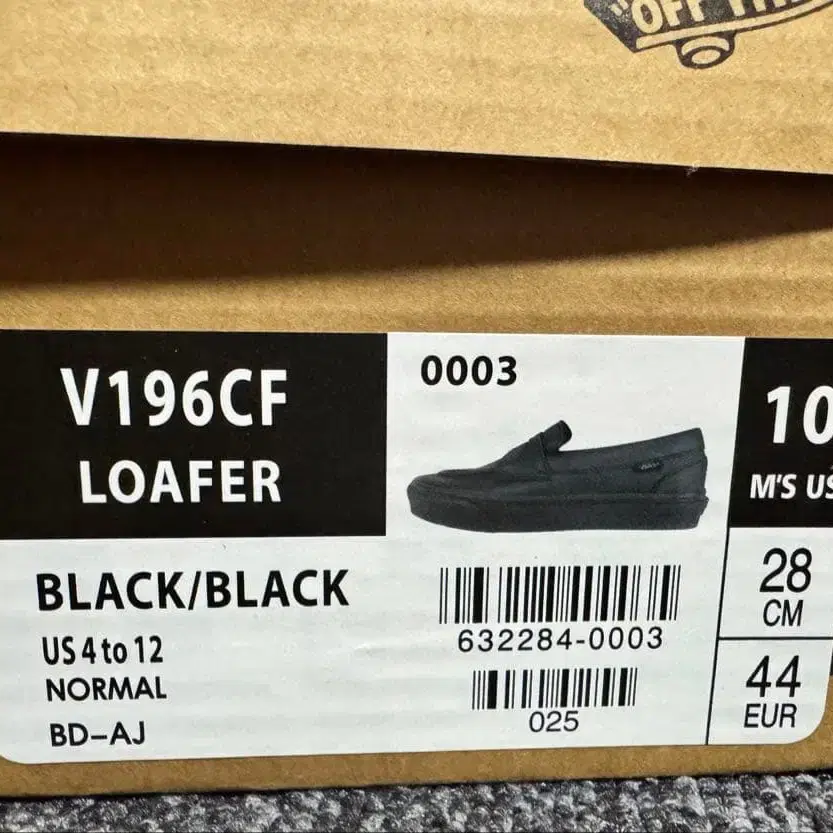 "OFF THE
V196CF
LOAFER
0003
10
M'S US
BLACK/BLACK
US 4 to 12
NORMAL
BD-AJ
632284-0003
025
28
CM
44
EUR